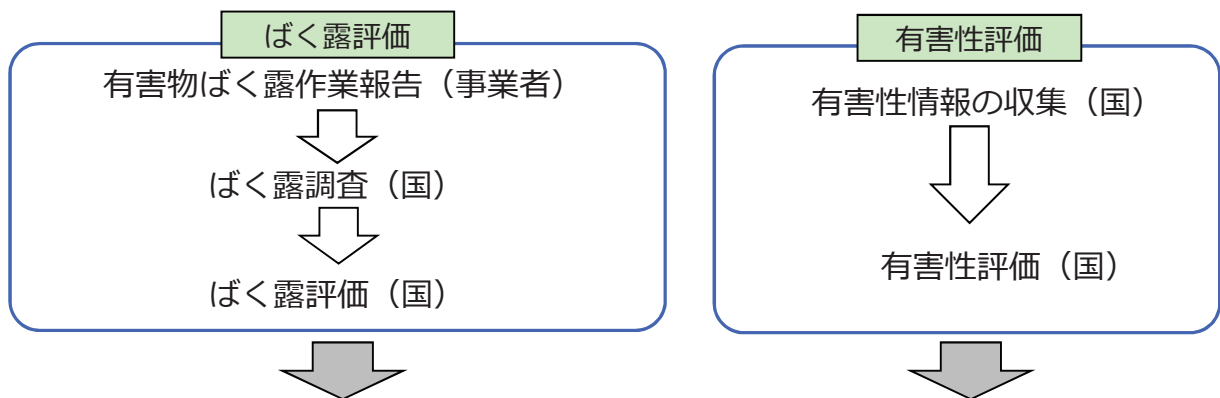 ばく露評価
有害物ばく露作業報告（事業者）
ばく露調査（国）
ばく露評価（国）
有害性評価
有害性情報の収集（国）
有害性評価（国）